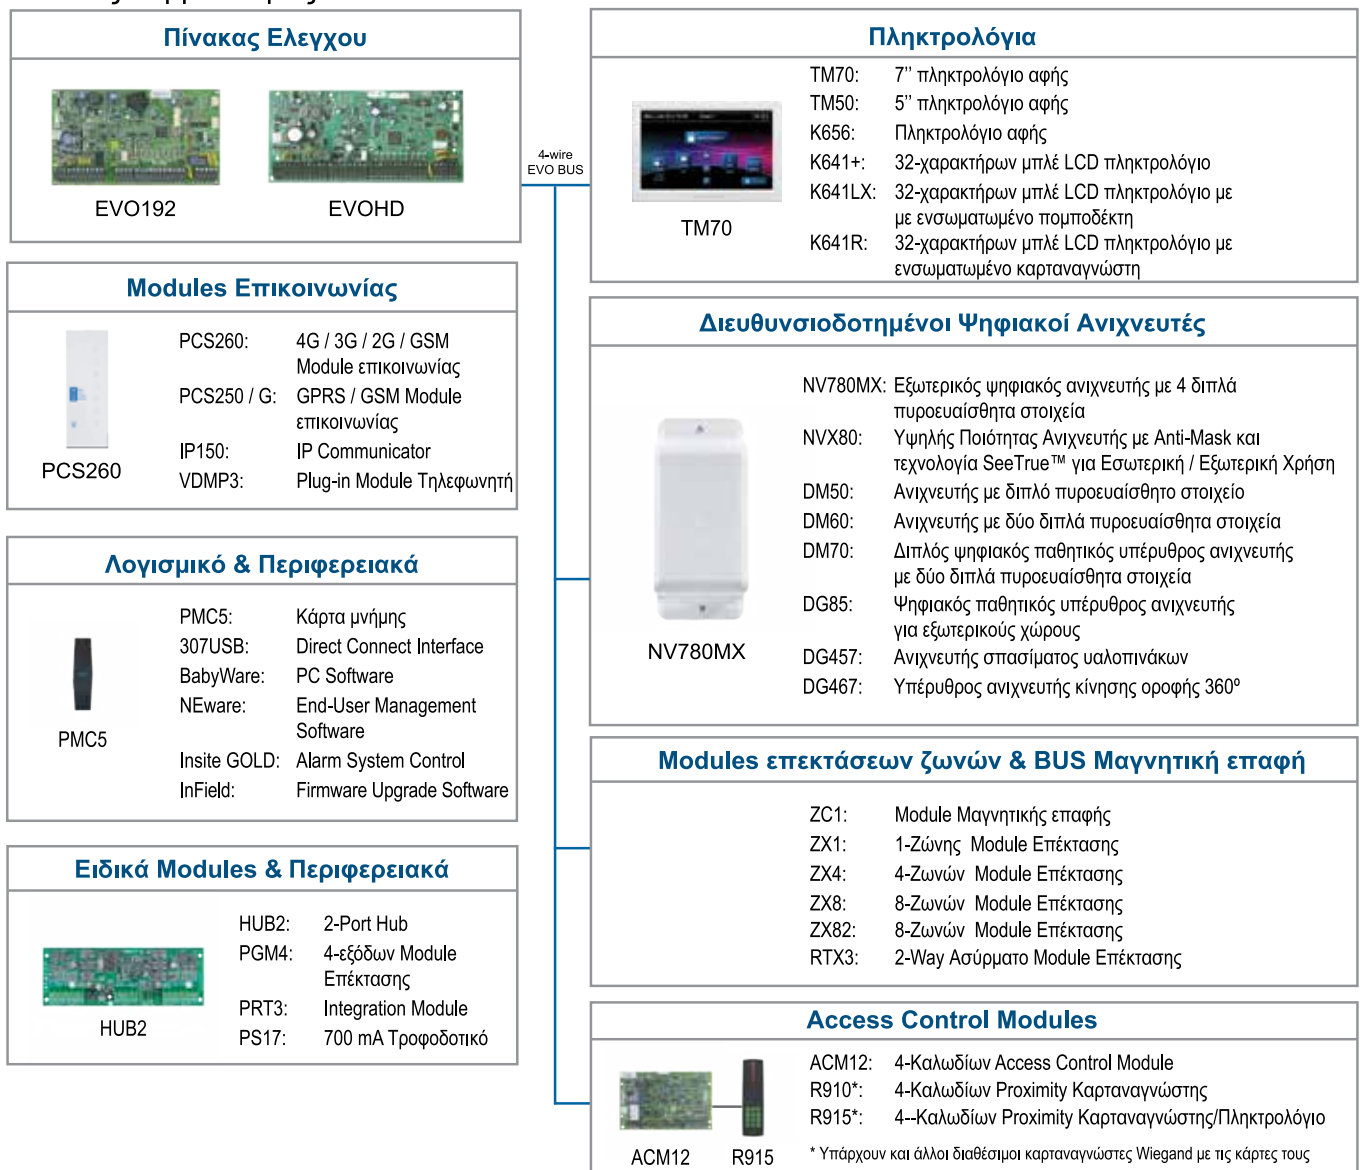 Πίνακας Ελεγχου
EVO192
EVOHD
4-wire
EVO BUS
Πληκτρολόγια
TM70
TM70: 7’’ πληκτρολόγιο αφής
TM50: 5’’ πληκτρολόγιο αφής
K656: Πληκτρολόγιο αφής
K641+: 32-χαρακτήρων μπλέ LCD πληκτρολόγιο
K641LX: 32-χαρακτήρων μπλέ LCD πληκτρολόγιο με
με ενσωματωμένο πομποδέκτη
K641R: 32-χαρακτήρων μπλέ LCD πληκτρολόγιο με
ενσωματωμένο καρταναγνώστη
Modules Επικοινωνίας
PCS260
PCS260: 4G / 3G / 2G / GSM
Module επικοινωνίας
PCS250 / G: GPRS / GSM Module
επικοινωνίας
IP150: IP Communicator
VDMP3: Plug-in Module Τηλεφωνητή
Διευθυνσιοδοτημένοι Ψηφιακοί Ανιχνευτές
NV780MX
NV780MX: Εξωτερικός ψηφιακός ανιχνευτής με 4 διπλά
πυροευαίσθητα στοιχεία
NVX80: Υψηλής Ποιότητας Ανιχνευτής με Anti-Mask και
τεχνολογία SeeTrue™ για Εσωτερική / Εξωτερική Χρήση
DM50: Ανιχνευτής με διπλό πυροευαίσθητο στοιχείο
DM60: Ανιχνευτής με δύο διπλά πυροευαίσθητα στοιχεία
DM70: Διπλός ψηφιακός παθητικός υπέρυθρος ανιχνευτής
με δύο διπλά πυροευαίσθητα στοιχεία
DG85: Ψηφιακός παθητικός υπέρυθρος ανιχνευτής
για εξωτερικούς χώρους
DG457: Ανιχνευτής σπασίματος υαλοπινάκων
DG467: Υπέρυθρος ανιχνευτής κίνησης οροφής 360º
Λογισμικό & Περιφερειακά
PMC5
PMC5: Κάρτα μνήμης
307USB: Direct Connect Interface
BabyWare: PC Software
NEware: End-User Management
Software
Insite GOLD: Alarm System Control
InField: Firmware Upgrade Software
Modules επεκτάσεων ζωνών & BUS Μαγνητική επαφή
ZC1: Module Μαγνητικής επαφής
ZX1: 1-Ζώνης Module Επέκτασης
ZX4: 4-Ζωνών Module Επέκτασης
ZX8: 8-Ζωνών Module Επέκτασης
ZX82: 8-Ζωνών Module Επέκτασης
RTX3: 2-Way Ασύρματο Module Επέκτασης
Ειδικά Modules & Περιφερειακά
HUB2
HUB2: 2-Port Hub
PGM4: 4-εξόδων Module
Επέκτασης
PRT3: Integration Module
PS17: 700 mA Τροφοδοτικό
Access Control Modules
ACM12
R915
ACM12: 4-Καλωδίων Access Control Module
R910*: 4-Καλωδίων Proximity Καρταναγνώστης
R915*: 4--Καλωδίων Proximity Καρταναγνώστης/Πληκτρολόγιο
* Υπάρχουν και άλλοι διαθέσιμοι καρταναγνώστες Wiegand με τις κάρτες τους